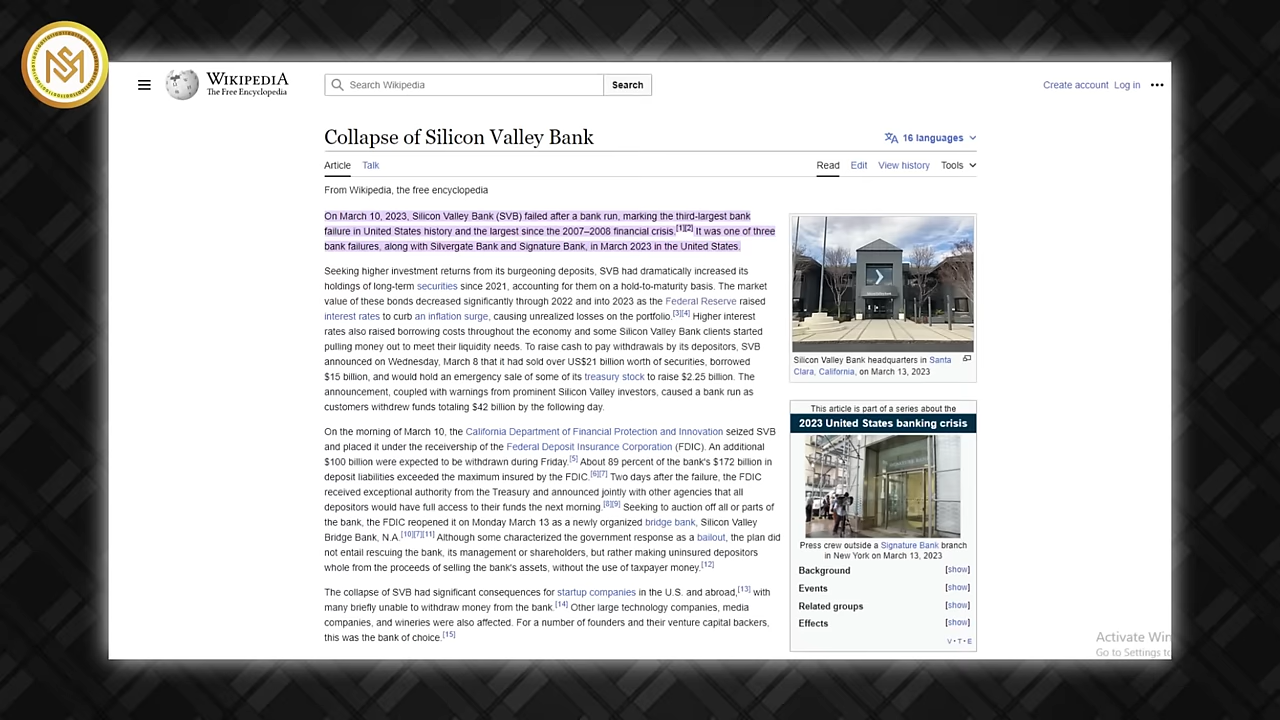 WIKIPEDIA
The Free Encyclopedia
Search Wikipedia
Search
Create account Log in
Collapse of Silicon Valley Bank
16 languages
Article Talk
Read Edit View history Tools
From Wikipedia, the free encyclopedia
On March 10, 2023, Silicon Valley Bank (SVB) failed after a bank run, marking the third-largest bank
failure in United States history and the largest since the 2007–2008 financial crisis.[1][2] It was one of three
bank failures, along with Silvergate Bank and Signature Bank, in March 2023 in the United States.
Seeking higher investment returns from its burgeoning deposits, SVB had dramatically increased its
holdings of long-term securities since 2021, accounting for them on a hold-to-maturity basis. The market
value of these bonds decreased significantly through 2022 and into 2023 as the Federal Reserve raised
interest rates to curb an inflation surge, causing unrealized losses on the portfolio.[3][4] Higher interest
rates also raised borrowing costs throughout the economy and some Silicon Valley Bank clients started
pulling money out to meet their liquidity needs. To raise cash to pay withdrawals by its depositors, SVB
announced on Wednesday, March 8 that it had sold over US$21 billion worth of securities, borrowed
$15 billion, and would hold an emergency sale of some of its treasury stock to raise $2.25 billion. The
announcement, coupled with warnings from prominent Silicon Valley investors, caused a bank run as
customers withdrew funds totaling $42 billion by the following day.
On the morning of March 10, the California Department of Financial Protection and Innovation seized SVB
and placed it under the receivership of the Federal Deposit Insurance Corporation (FDIC). An additional
$100 billion were expected to be withdrawn during Friday.[5] About 89 percent of the bank's $172 billion in
deposit liabilities exceeded the maximum insured by the FDIC.[6][7] Two days after the failure, the FDIC
received exceptional authority from the Treasury and announced jointly with other agencies that all
depositors would have full access to their funds the next morning.[8][9] Seeking to auction off all or parts of
the bank, the FDIC reopened it on Monday March 13 as a newly organized bridge bank, Silicon Valley
Bridge Bank, N.A.[10][7][11] Although some characterized the government response as a bailout, the plan did
not entail rescuing the bank, its management or shareholders, but rather making uninsured depositors
whole from the proceeds of selling the bank's assets, without the use of taxpayer money.[12]
The collapse of SVB had significant consequences for startup companies in the U.S. and abroad,[13] with
many briefly unable to withdraw money from the bank.[14] Other large technology companies, media
companies, and wineries were also affected. For a number of founders and their venture capital backers,
this was the bank of choice.[15]
Silicon Valley Bank headquarters in Santa
Clara, California, on March 13, 2023
This article is part of a series about the
2023 United States banking crisis
Press crew outside a Signature Bank branch
in New York on March 13, 2023
Background [show]
Events [show]
Related groups [show]
Effects [show]
V·T·E
Activate Win
Go to Settings to